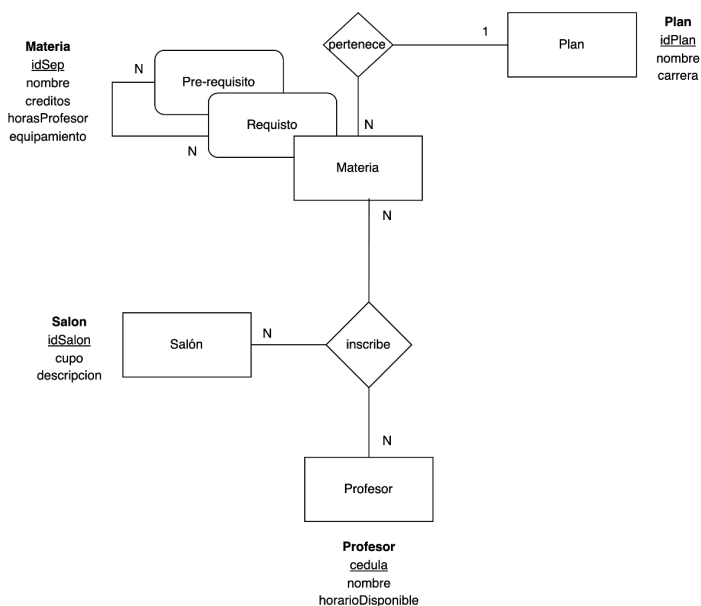 Materia
idSep
nombre
creditos
horasProfesor
equipamiento
N
Pre-requisito
Requisto
N
Materia
pertenece
N
1
Plan
Plan
idPlan
nombre
carrera
N
Salon
idSalon
cupo
descripcion
Salón
N
inscribe
N
Profesor
Profesor
cedula
nombre
horarioDisponible